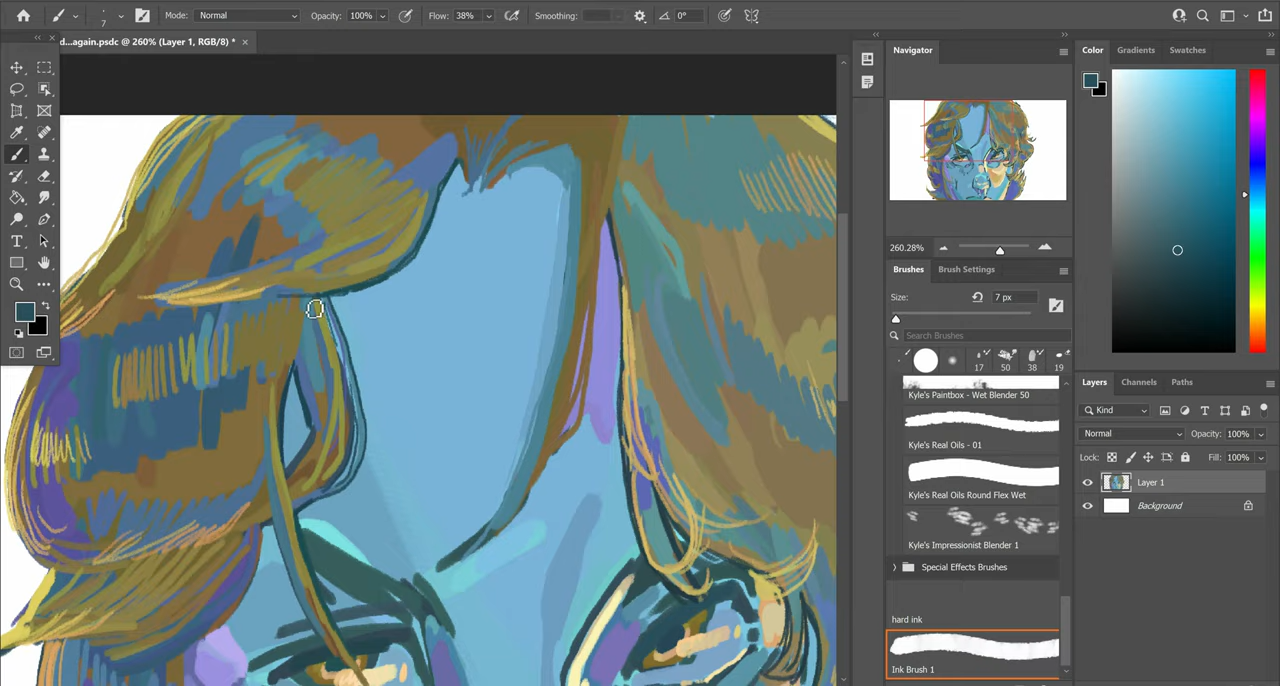 7
Mode: Normal
Opacity: 100%
Flow: 38%
Smoothing:
0°
d...again.psdc @ 260% (Layer 1, RGB/8) *
Navigator
260.28%
Brushes
Brush Settings
Size:
7 px
Search Brushes
17
50
38
19
Kyle's Paintbox - Wet Blender 50
Kyle's Real Oils - 01
Kyle's Real Oils Round Flex Wet
Kyle's Impressionist Blender 1
Special Effects Brushes
hard ink
Ink Brush 1
Color
Gradients
Swatches
Layers
Channels
Paths
Kind
Normal
Opacity: 100%
Lock:
Fill: 100%
Layer 1
Background